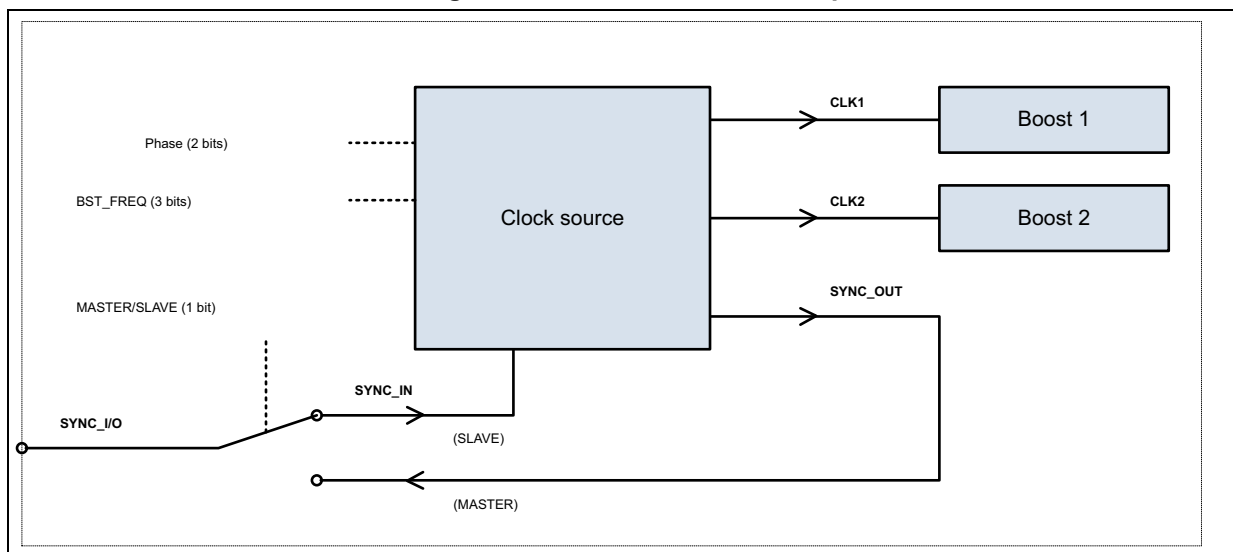 CLK1
Boost 1
Phase (2 bits)
BST_FREQ (3 bits)
Clock source
CLK2
Boost 2
MASTER/SLAVE (1 bit)
SYNC_OUT
SYNC_IN
SYNC_I/O
(SLAVE)
(MASTER)